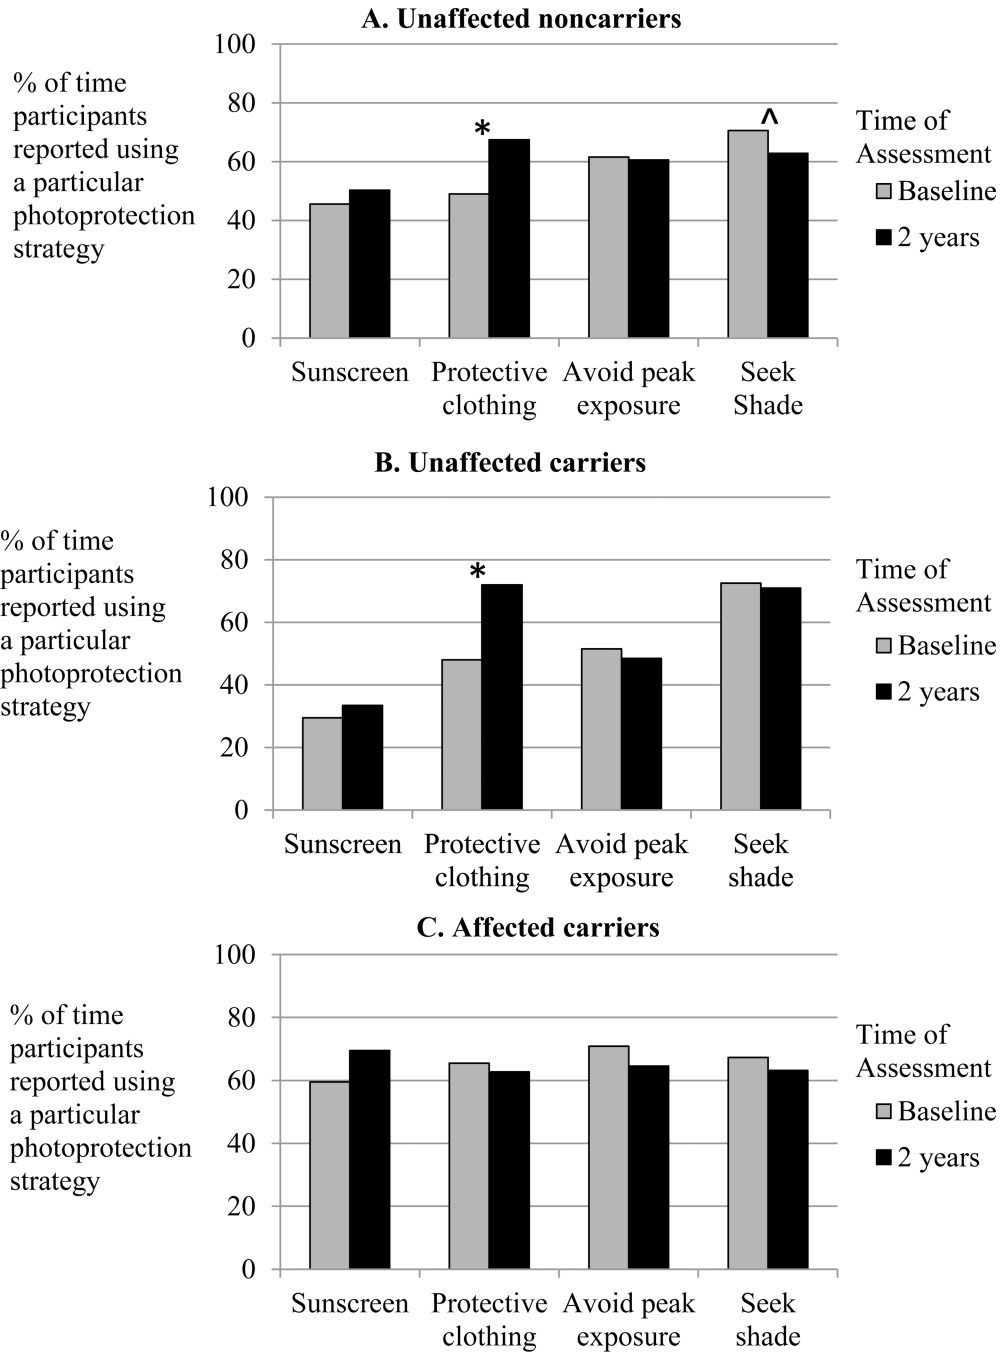 A. Unaffected noncarriers
% of time
participants
reported using
a particular
photoprotection
strategy
100
80
60
40
20
0
*
^
Sunscreen
Protective
clothing
Avoid peak
exposure
Seek
Shade
Time of
Assessment
Baseline
2 years
B. Unaffected carriers
% of time
participants
reported using
a particular
photoprotection
strategy
100
80
60
40
20
0
*
Sunscreen
Protective
clothing
Avoid peak
exposure
Seek
shade
Time of
Assessment
Baseline
2 years
C. Affected carriers
% of time
participants
reported using
a particular
photoprotection
strategy
100
80
60
40
20
0
Sunscreen
Protective
clothing
Avoid peak
exposure
Seek
shade
Time of
Assessment
Baseline
2 years